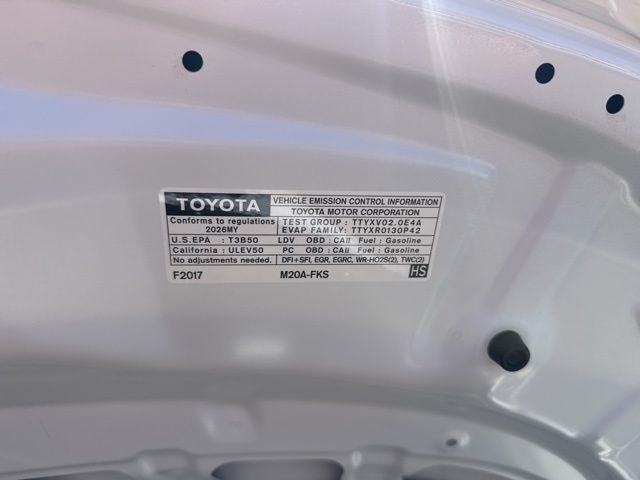 TOYOTA
VEHICLE EMISSION CONTROL INFORMATION
TOYOTA MOTOR CORPORATION
Conforms to regulations
2026MY
TEST GROUP : TTYXV02.0E4A
EVAP FAMILY: TTYXR0130P42
U.S.EPA : T3B50 LDV OBD : CAII Fuel : Gasoline
California : ULEV50 PC OBD : CAII Fuel : Gasoline
No adjustments needed. DFI+SFI, EGR, EGRC, WR-HO2S(2), TWC(2)
F2017 M20A-FKS HS